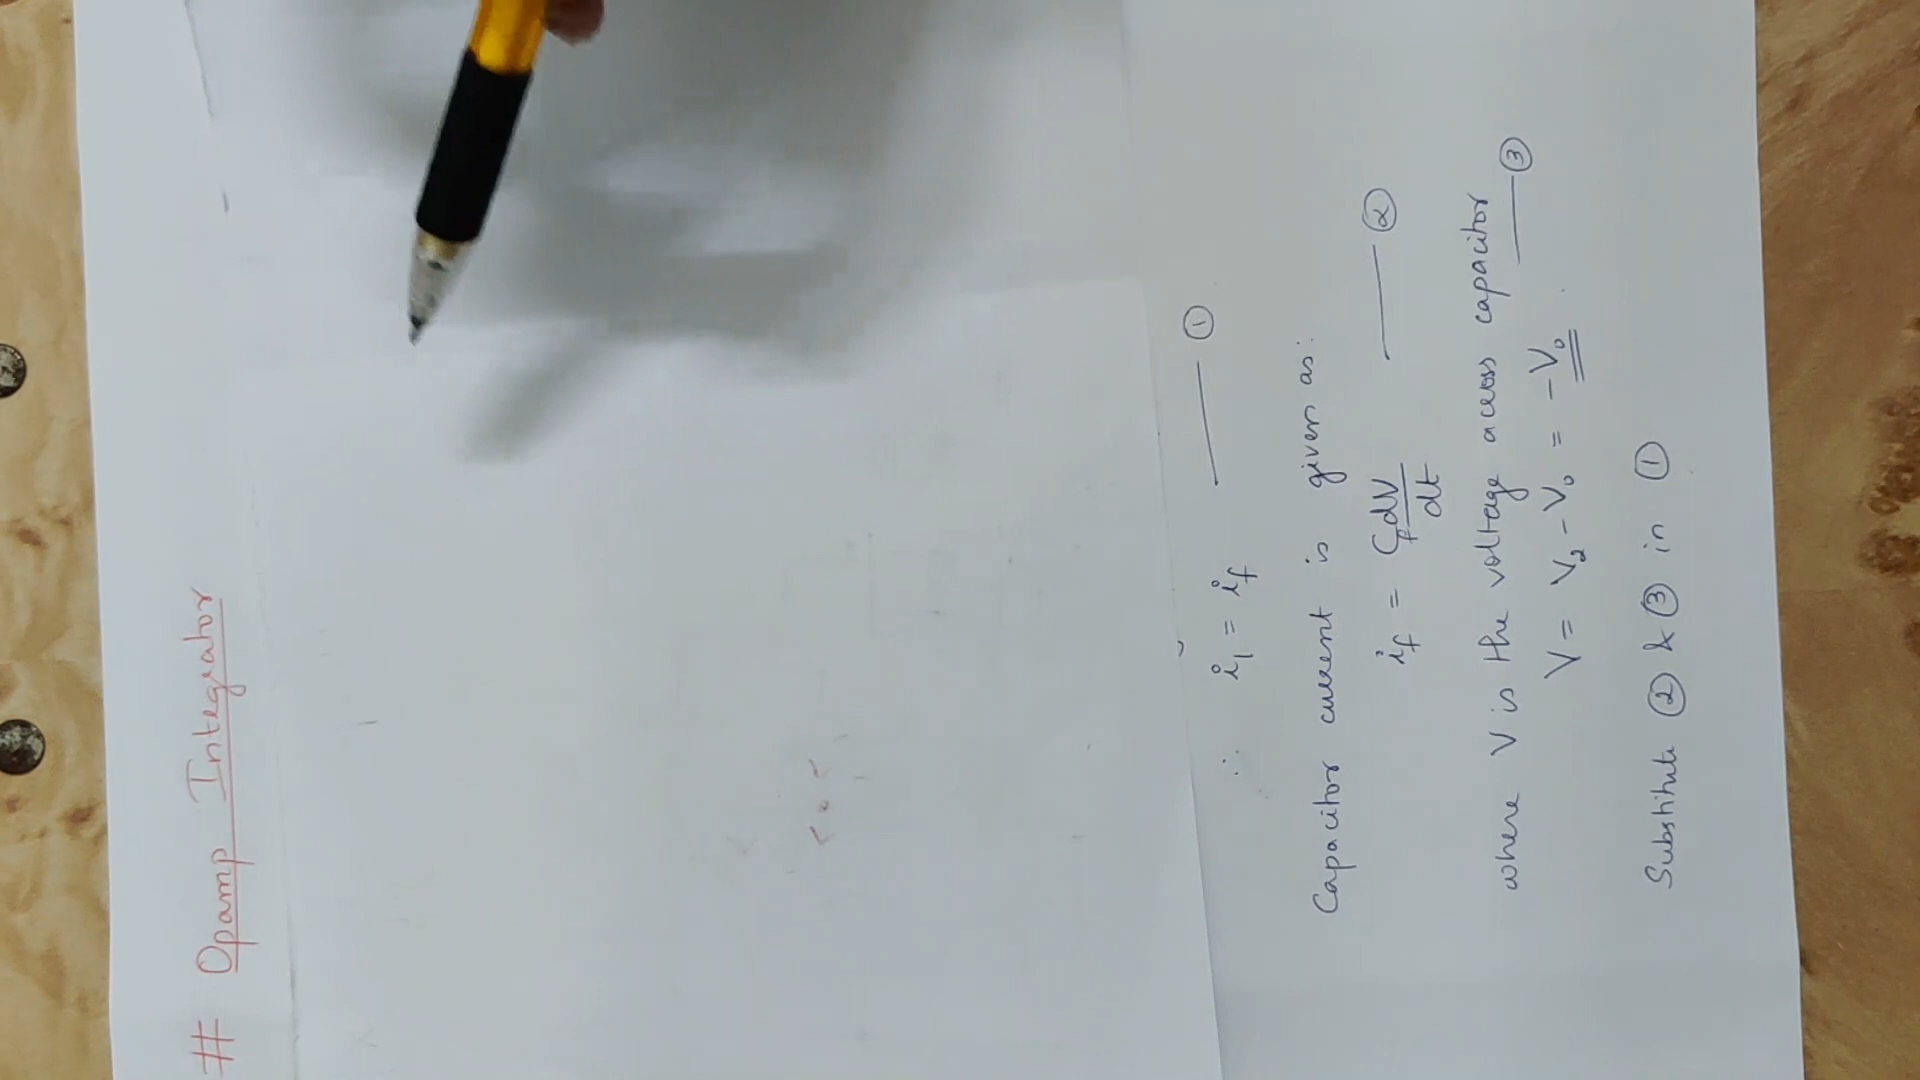 # Opamp Integrator
∴ i₁ = i_f —— ①
Capacitor current is given as:
i_f = C_f dV/dt —— ②
where V is the voltage across capacitor
V = V₂ - V₀ = -V₀ —— ③
Substitute ② & ③ in ①